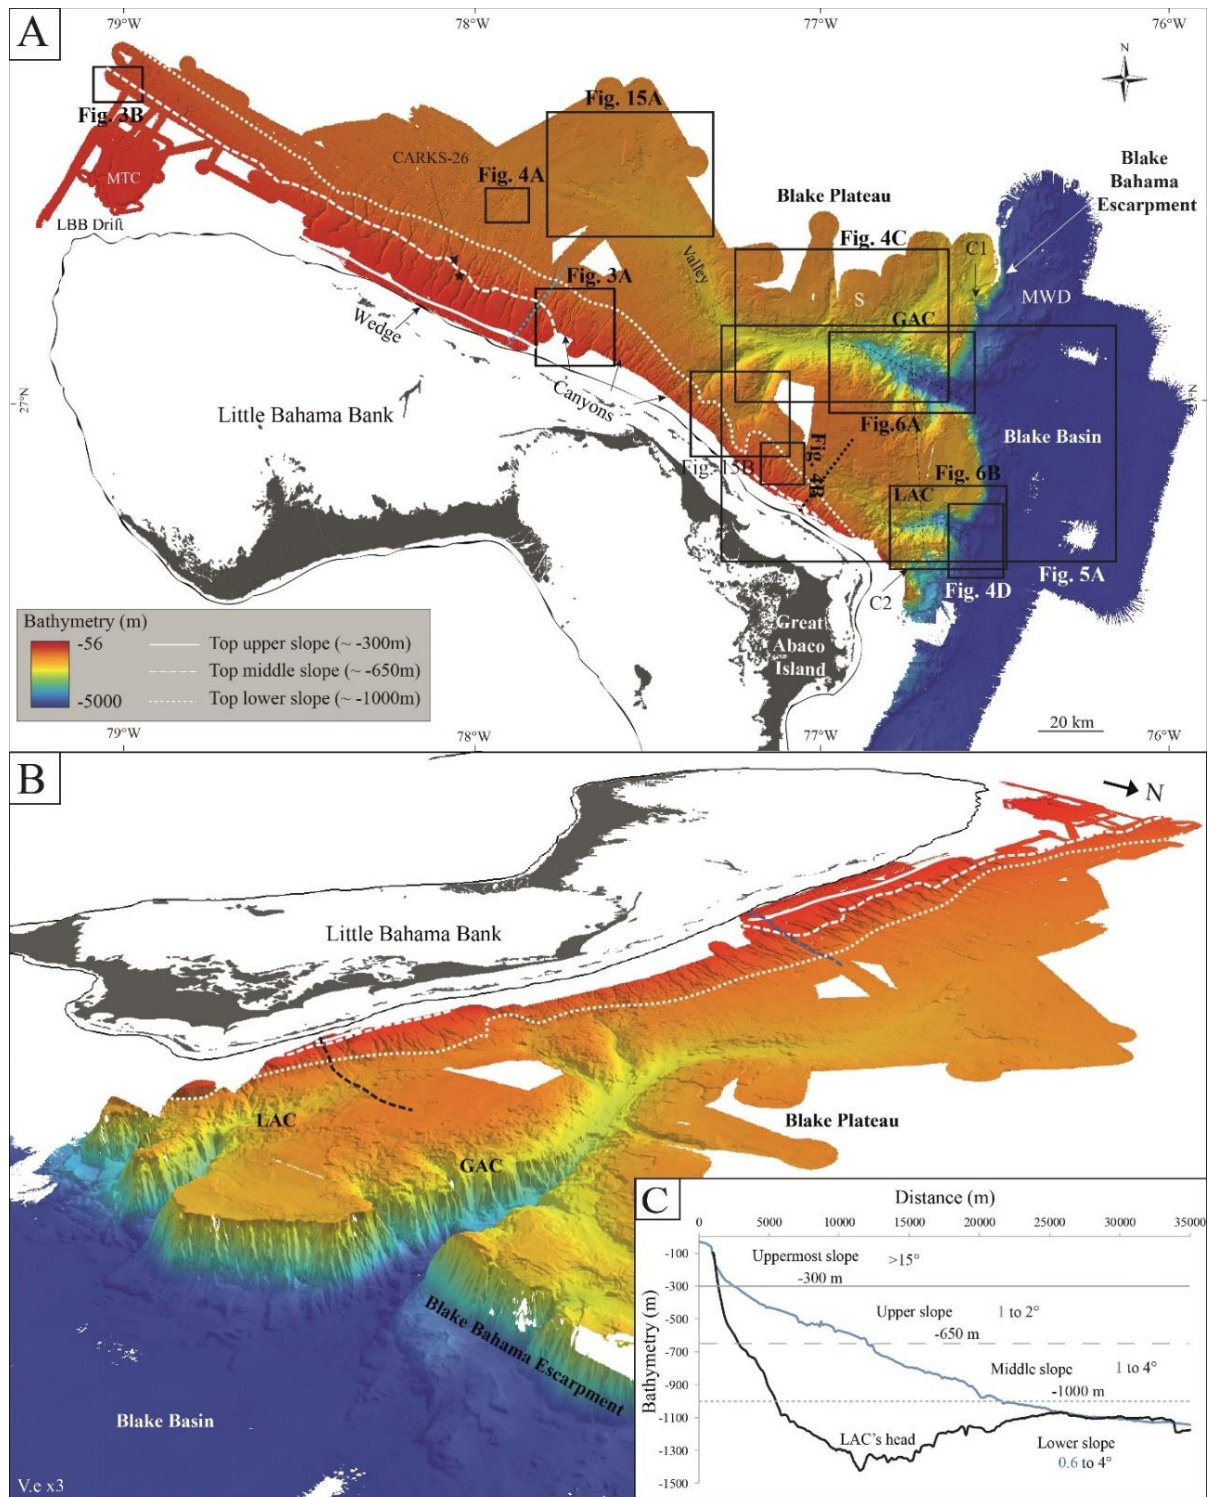 A
79°W
78°W
77°W
76°W
N
Fig. 3B
Fig. 15A
CARKS-26
Fig. 4A
MTC
LBB Drift
Blake Plateau
Blake
Bahama
Escarpment
Fig. 4C
Valley
C1
Fig. 3A
S
MWD
GAC
Wedge
Canyons
27°N
27°N
Little Bahama Bank
Fig.6A
Blake Basin
Fig. 15B
Fig. 4B
Fig. 6B
LAC
Fig. 5A
C2
Fig. 4D
Great
Abaco
Island
Bathymetry (m)
-56
-5000
Top upper slope (~ -300m)
Top middle slope (~ -650m)
Top lower slope (~ -1000m)
20 km
79°W
78°W
77°W
76°W
B
N
Little Bahama Bank
LAC
GAC
Blake Plateau
Blake Bahama Escarpment
Blake Basin
V.e x3
C
Distance (m)
0 5000 10000 15000 20000 25000 30000 35000
Bathymetry (m)
-100
-300
-500
-700
-900
-1100
-1300
-1500
Uppermost slope >15°
-300 m
Upper slope 1 to 2°
-650 m
Middle slope 1 to 4°
-1000 m
LAC's head
Lower slope
0.6 to 4°